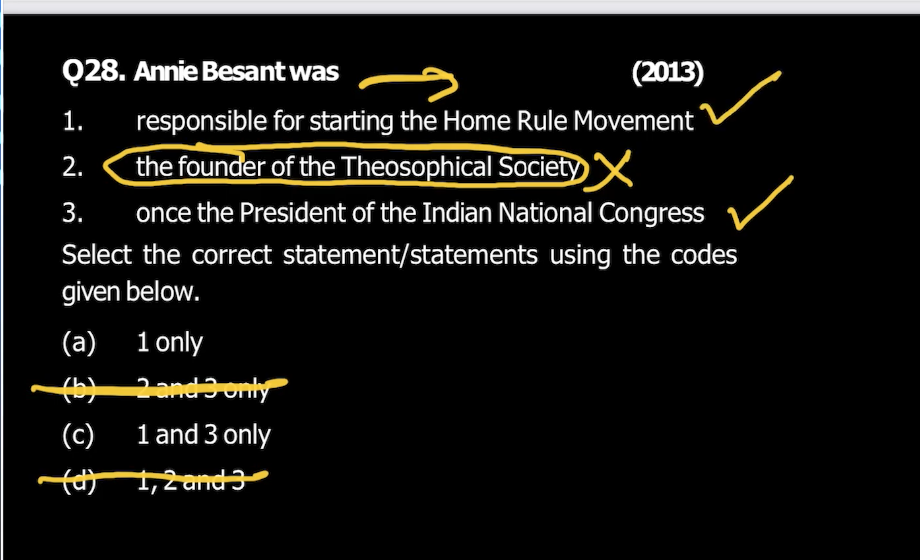 Q28. Annie Besant was (2013)
1. responsible for starting the Home Rule Movement
2. the founder of the Theosophical Society
3. once the President of the Indian National Congress
Select the correct statement/statements using the codes
given below.
(a) 1 only
(b) 2 and 3 only
(c) 1 and 3 only
(d) 1, 2 and 3